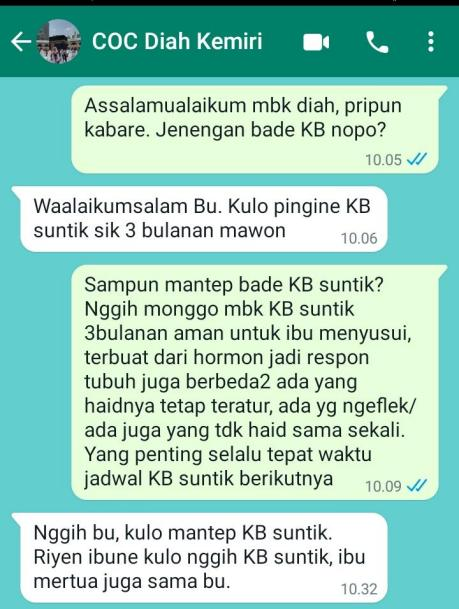 COC Diah Kemiri
Assalamualaikum mbk diah, pripun
kabare. Jenengan bade KB nopo?
10.05
Waalaikumsalam Bu. Kulo pingine KB
suntik sik 3 bulanan mawon
10.06
Sampun mantep bade KB suntik?
Nggih monggo mbk KB suntik
3bulanan aman untuk ibu menyusui,
terbuat dari hormon jadi respon
tubuh juga berbeda2 ada yang
haidnya tetap teratur, ada yg ngeflek/
ada juga yang tdk haid sama sekali.
Yang penting selalu tepat waktu
jadwal KB suntik berikutnya
10.09
Nggih bu, kulo mantep KB suntik.
Riyen ibune kulo nggih KB suntik, ibu
mertua juga sama bu.
10.32